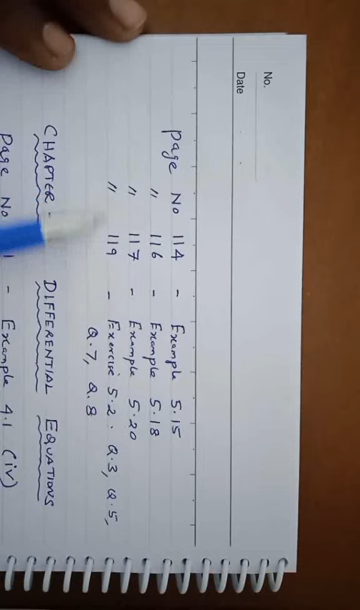 No.
Date
Page No 114 - Example 5.15
" 116 - Example 5.18
" 117 - Example 5.20
" 119 - Exercise 5.2. Q.3, Q.5,
Q.7, Q.8
CHAPTER - DIFFERENTIAL EQUATIONS
Page No - Example 4.1 (iv)